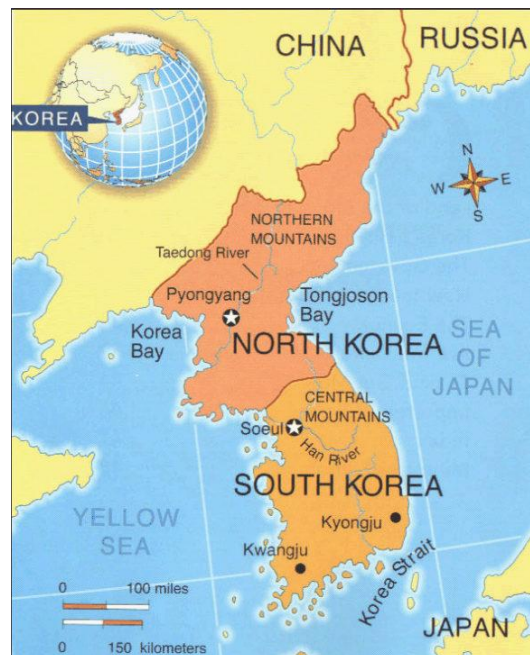 CHINA
RUSSIA
KOREA
N
W
E
S
NORTHERN
MOUNTAINS
Taedong River
Pyongyang
Tongjoson
Bay
Korea
Bay
NORTH KOREA
SEA
OF
JAPAN
CENTRAL
MOUNTAINS
Soeul
Han River
SOUTH KOREA
YELLOW
SEA
Kyongju
Kwangju
Korea Strait
0
100 miles
0
150 kilometers
JAPAN